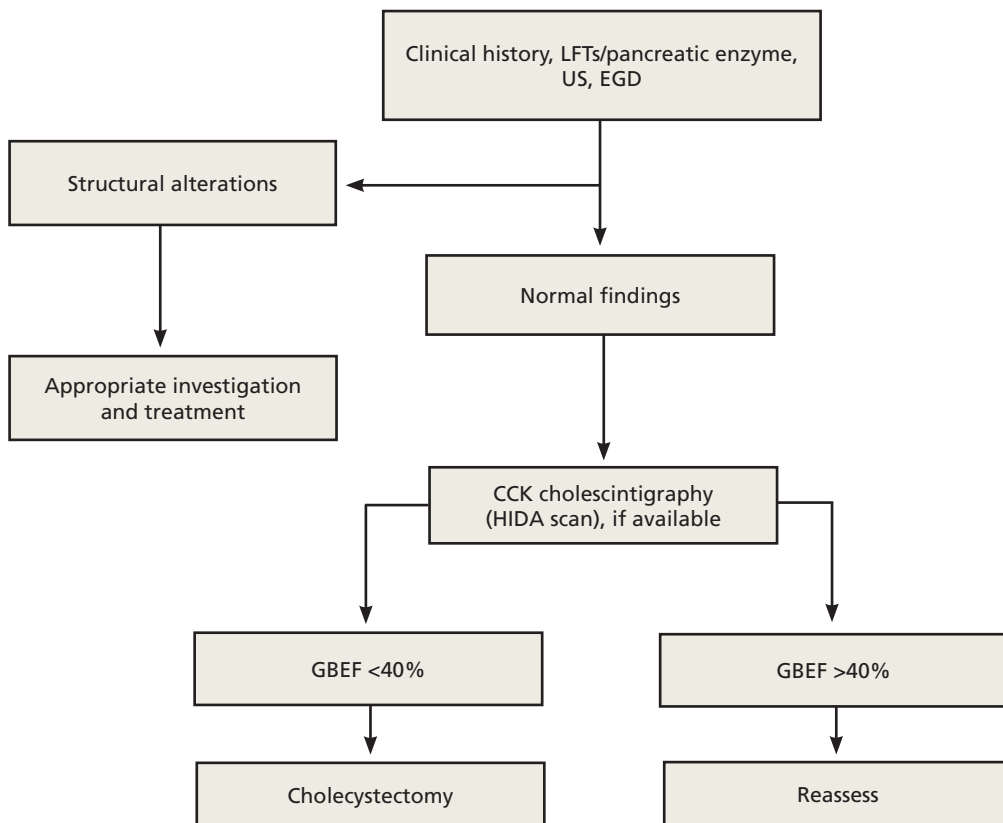 Clinical history, LFTs/pancreatic enzyme,
US, EGD
Structural alterations
Normal findings
Appropriate investigation
and treatment
CCK cholescintigraphy
(HIDA scan), if available
GBEF <40%
GBEF >40%
Cholecystectomy
Reassess